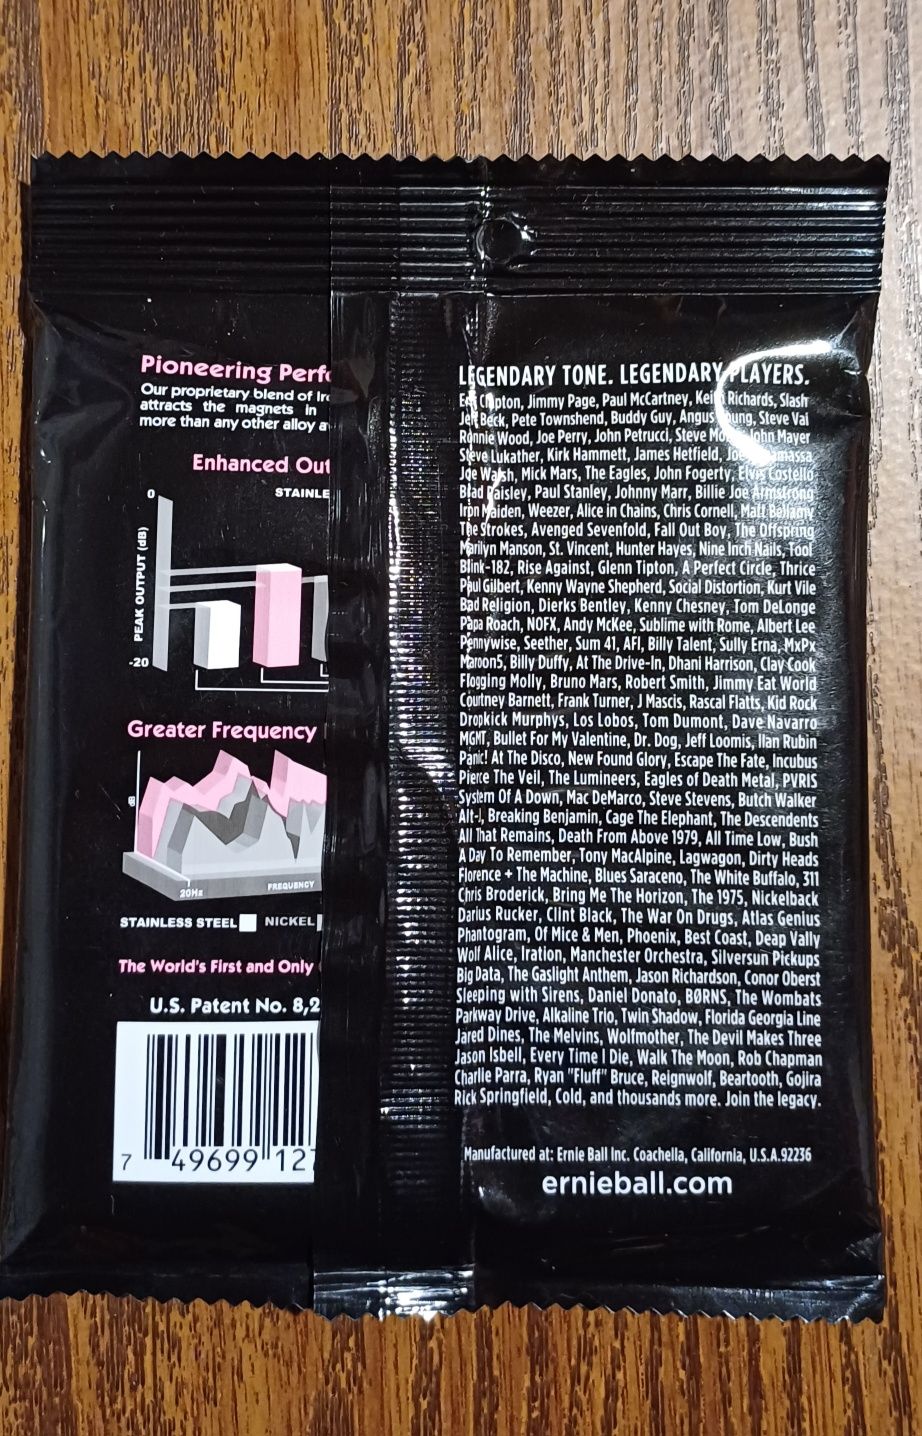 Pioneering Perfo
Our proprietary blend of Iro
attracts the magnets in
more than any other alloy a
Enhanced Out
STAINLE
0
PEAK OUTPUT (dB)
-20
Greater Frequency
dB
20Hz
FREQUENCY
STAINLESS STEEL NICKEL
The World's First and Only
U.S. Patent No. 8,2
7 49699 127
LEGENDARY TONE. LEGENDARY PLAYERS.
Eric Clapton, Jimmy Page, Paul McCartney, Keith Richards, Slash
Jeff Beck, Pete Townshend, Buddy Guy, Angus Young, Steve Vai
Ronnie Wood, Joe Perry, John Petrucci, Steve Morse, John Mayer
Steve Lukather, Kirk Hammett, James Hetfield, Joe Bonamassa
Joe Walsh, Mick Mars, The Eagles, John Fogerty, Elvis Costello
Brad Paisley, Paul Stanley, Johnny Marr, Billie Joe Armstrong
Iron Maiden, Weezer, Alice in Chains, Chris Cornell, Matt Bellamy
The Strokes, Avenged Sevenfold, Fall Out Boy, The Offspring
Marilyn Manson, St. Vincent, Hunter Hayes, Nine Inch Nails, Tool
Blink-182, Rise Against, Glenn Tipton, A Perfect Circle, Thrice
Paul Gilbert, Kenny Wayne Shepherd, Social Distortion, Kurt Vile
Bad Religion, Dierks Bentley, Kenny Chesney, Tom DeLonge
Papa Roach, NOFX, Andy McKee, Sublime with Rome, Albert Lee
Pennywise, Seether, Sum 41, AFI, Billy Talent, Sully Erna, MxPx
Maroon5, Billy Duffy, At The Drive-In, Dhani Harrison, Clay Cook
Flogging Molly, Bruno Mars, Robert Smith, Jimmy Eat World
Courtney Barnett, Frank Turner, J Mascis, Rascal Flatts, Kid Rock
Dropkick Murphys, Los Lobos, Tom Dumont, Dave Navarro
MGMT, Bullet For My Valentine, Dr. Dog, Jeff Loomis, Ilan Rubin
Panic! At The Disco, New Found Glory, Escape The Fate, Incubus
Pierce The Veil, The Lumineers, Eagles of Death Metal, PVRIS
System Of A Down, Mac DeMarco, Steve Stevens, Butch Walker
Alt-J, Breaking Benjamin, Cage The Elephant, The Descendents
All That Remains, Death From Above 1979, All Time Low, Bush
A Day To Remember, Tony MacAlpine, Lagwagon, Dirty Heads
Florence + The Machine, Blues Saraceno, The White Buffalo, 311
Chris Broderick, Bring Me The Horizon, The 1975, Nickelback
Darius Rucker, Clint Black, The War On Drugs, Atlas Genius
Phantogram, Of Mice & Men, Phoenix, Best Coast, Deap Vally
Wolf Alice, Iration, Manchester Orchestra, Silversun Pickups
Big Data, The Gaslight Anthem, Jason Richardson, Conor Oberst
Sleeping with Sirens, Daniel Donato, BØRNS, The Wombats
Parkway Drive, Alkaline Trio, Twin Shadow, Florida Georgia Line
Jared Dines, The Melvins, Wolfmother, The Devil Makes Three
Jason Isbell, Every Time I Die, Walk The Moon, Rob Chapman
Charlie Parra, Ryan "Fluff" Bruce, Reignwolf, Beartooth, Gojira
Rick Springfield, Cold, and thousands more. Join the legacy.
Manufactured at: Ernie Ball Inc. Coachella, California, U.S.A.92236
ernieball.com